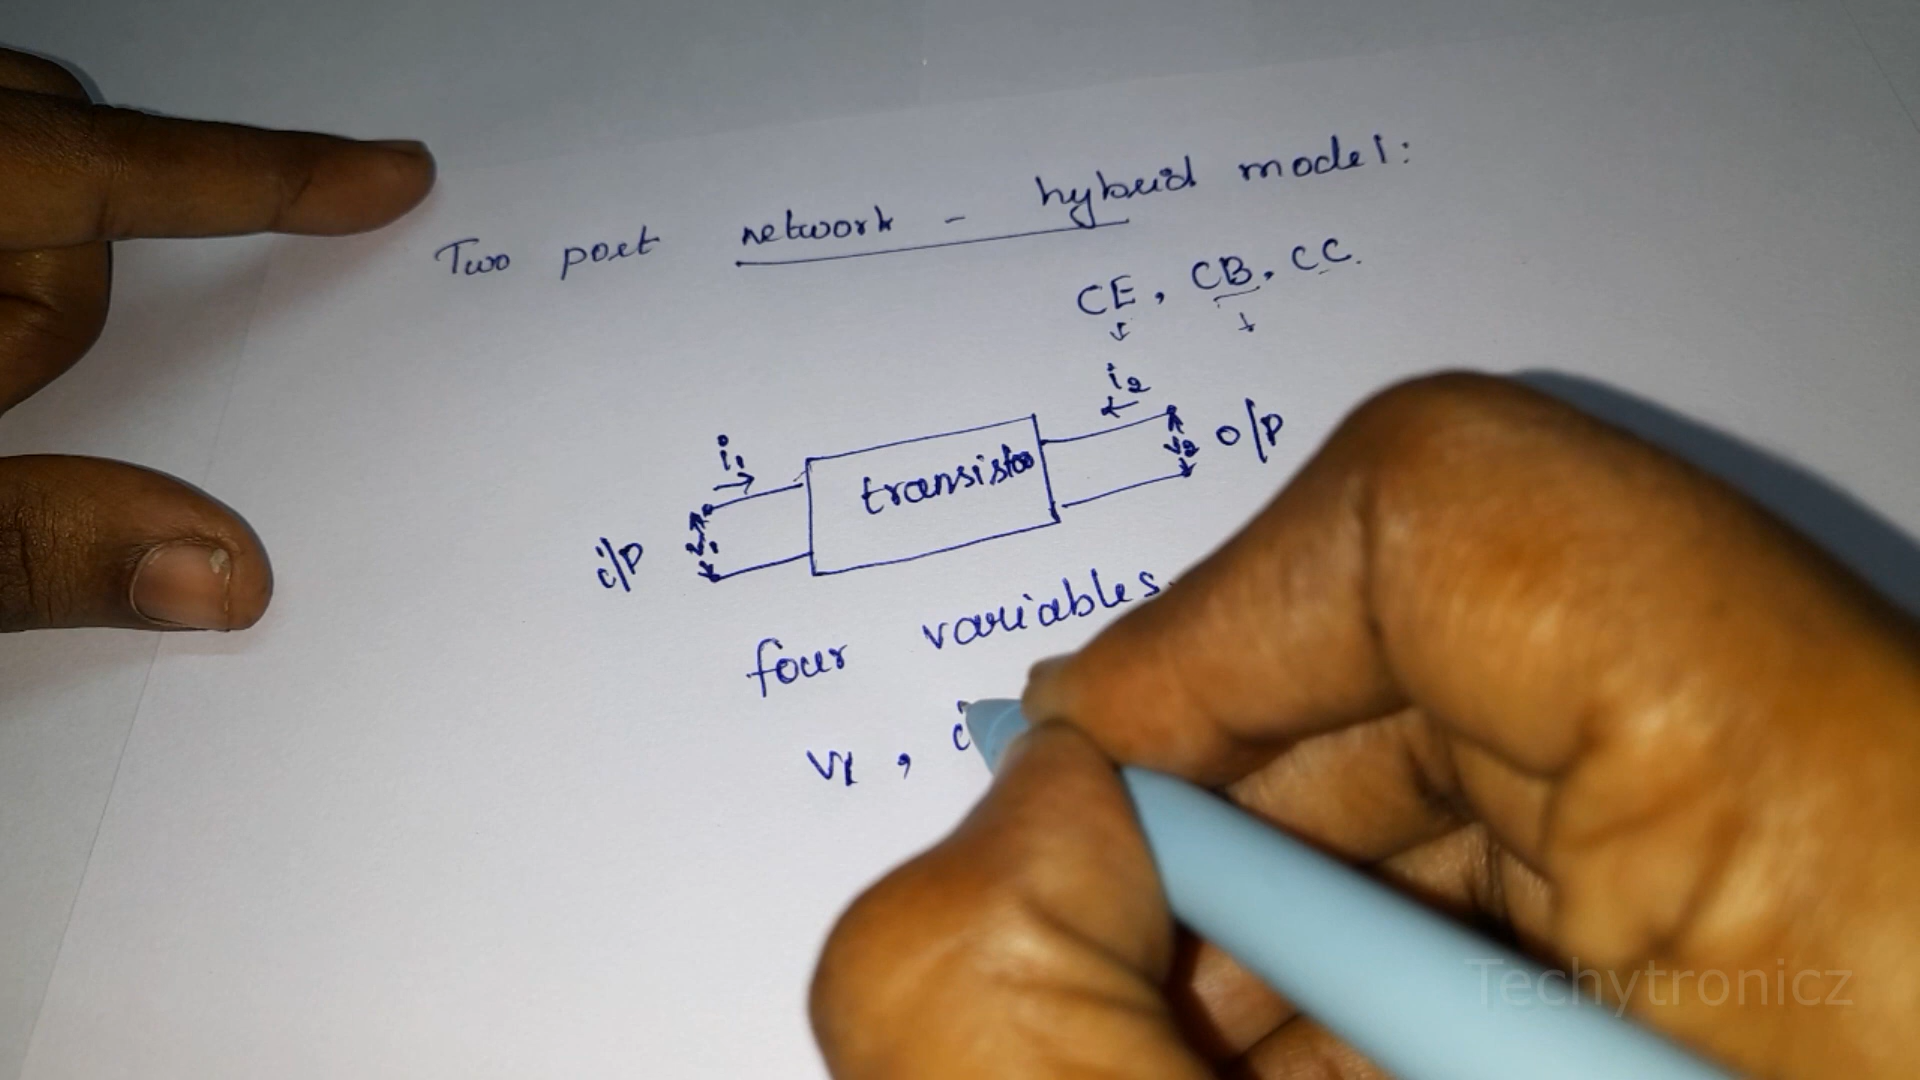 Two port network - hybrid model:
CE, CB, CC.
i1
i2
transistor
V1
V2
i/P
o/P
four variables.
V1, i
Techytronicz